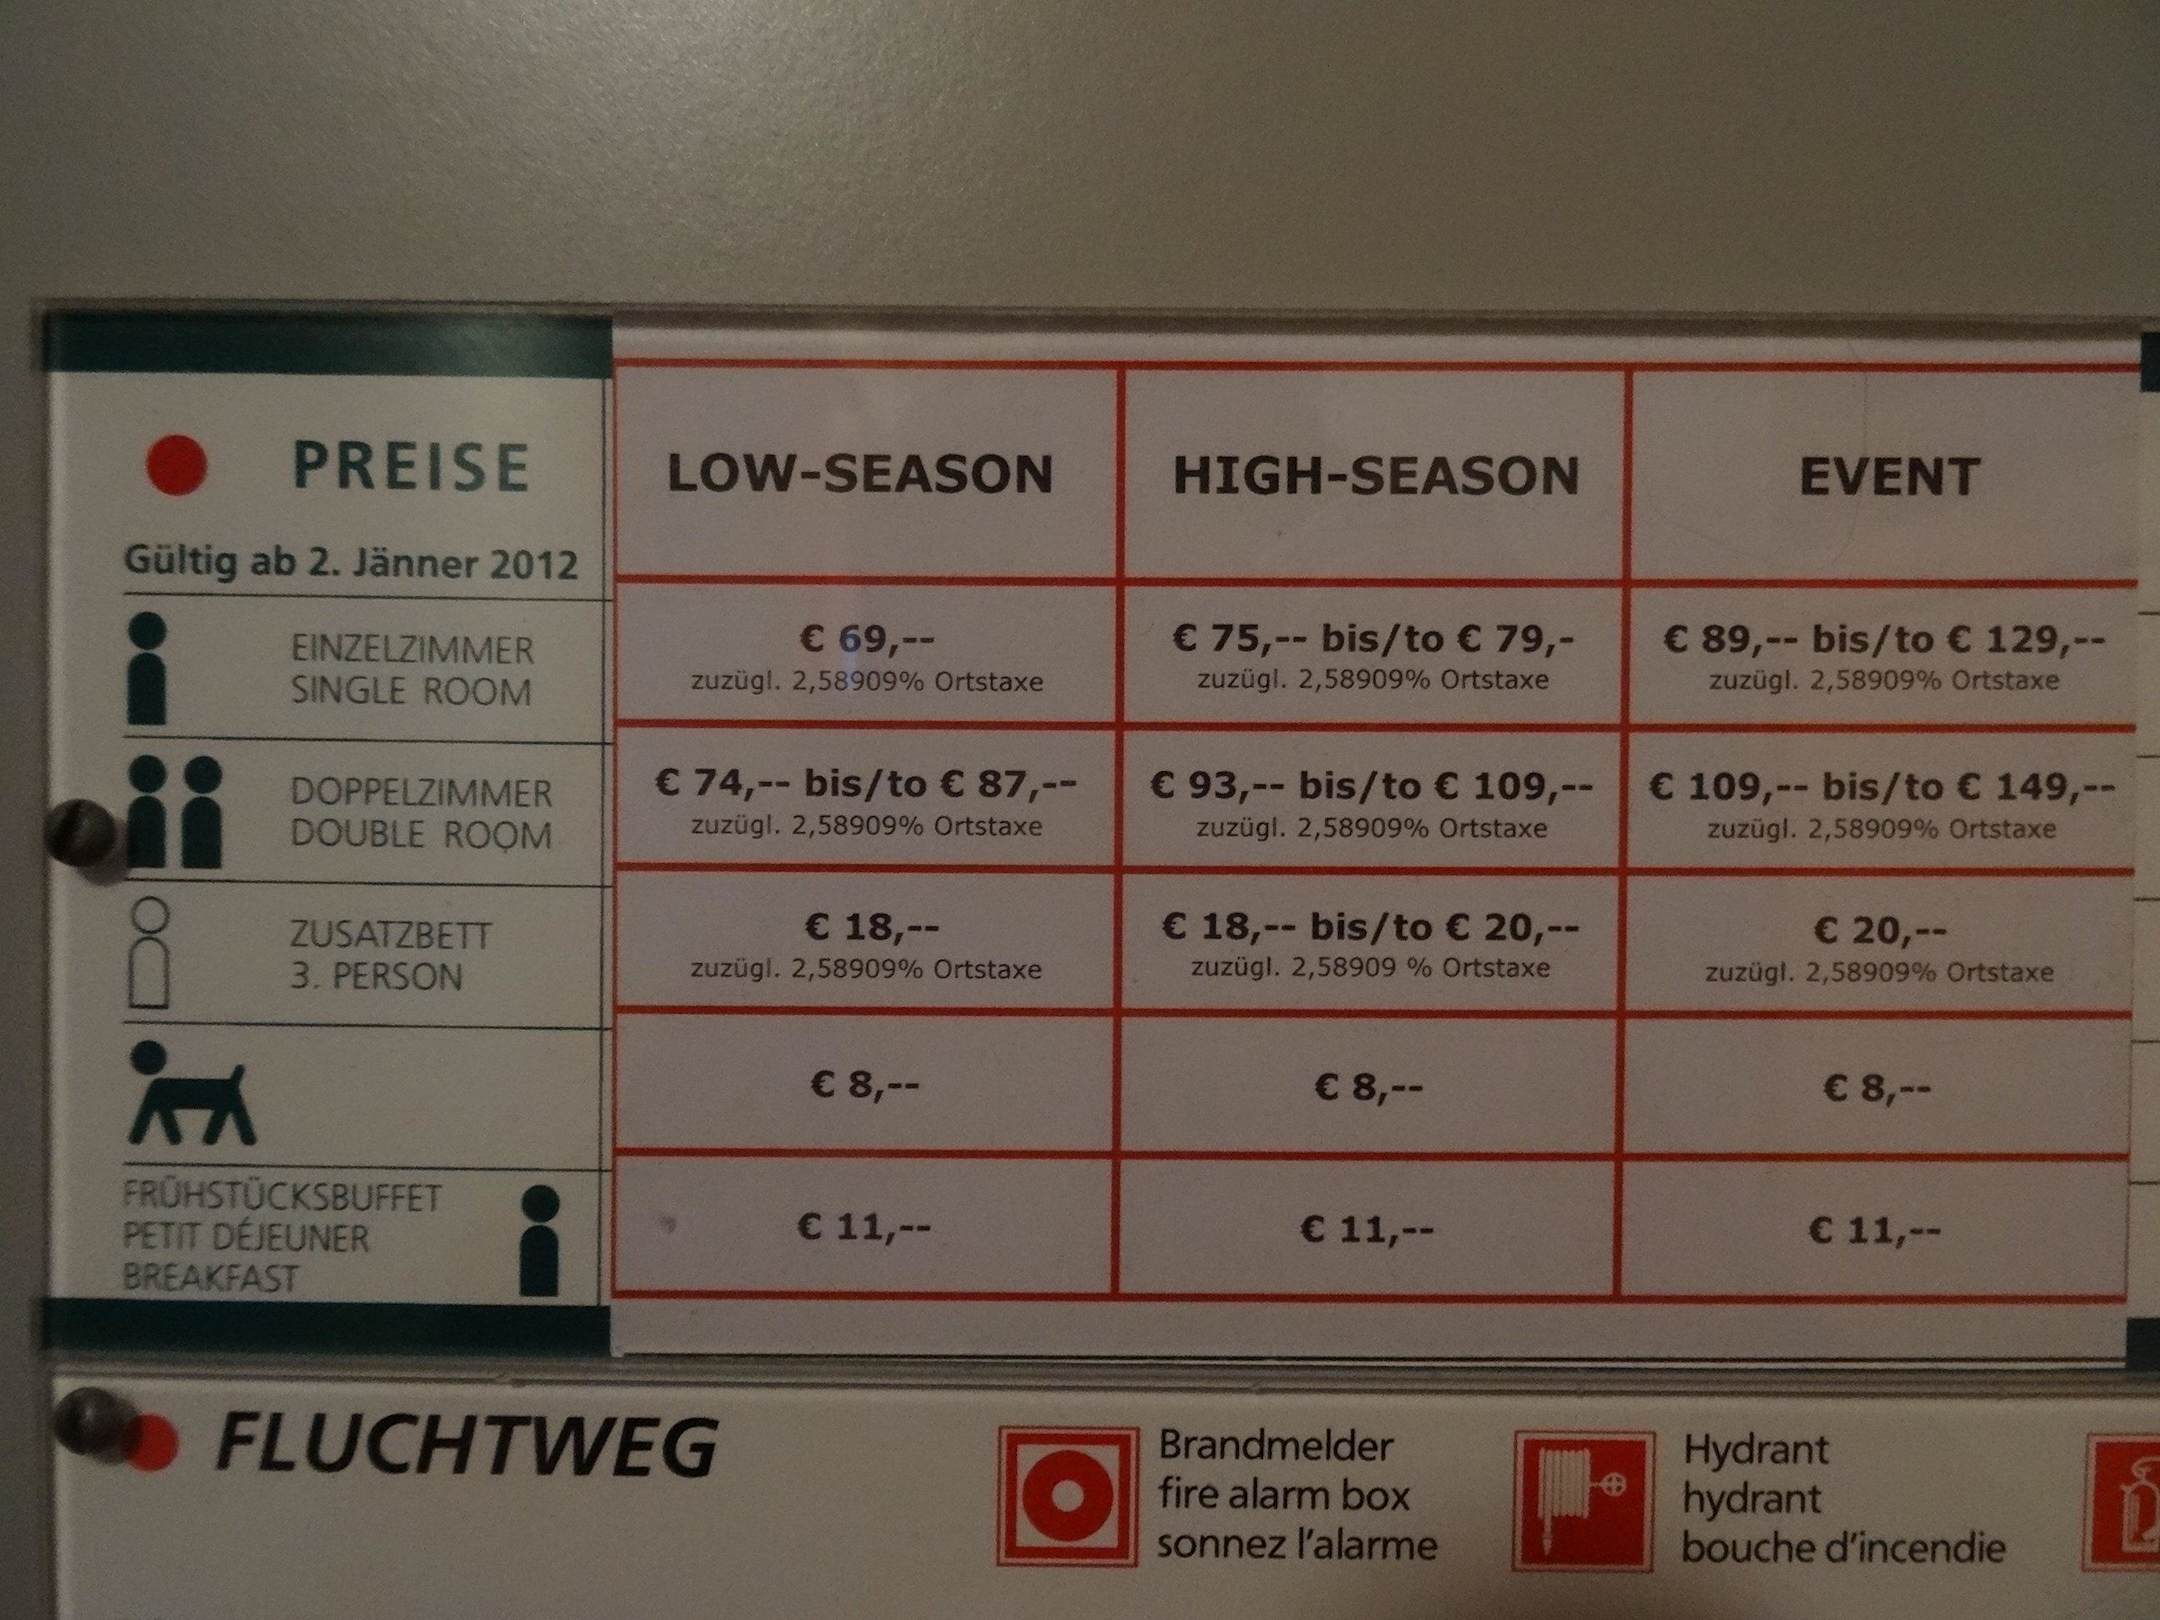 PREISE
Gültig ab 2. Jänner 2012
LOW-SEASON
HIGH-SEASON
EVENT
EINZELZIMMER
SINGLE ROOM
€ 69,--
zuzügl. 2,58909% Ortstaxe
€ 75,-- bis/to € 79,-
zuzügl. 2,58909% Ortstaxe
€ 89,-- bis/to € 129,--
zuzügl. 2,58909% Ortstaxe
DOPPELZIMMER
DOUBLE ROOM
€ 74,-- bis/to € 87,--
zuzügl. 2,58909% Ortstaxe
€ 93,-- bis/to € 109,--
zuzügl. 2,58909% Ortstaxe
€ 109,-- bis/to € 149,--
zuzügl. 2,58909% Ortstaxe
ZUSATZBETT
3. PERSON
€ 18,--
zuzügl. 2,58909% Ortstaxe
€ 18,-- bis/to € 20,--
zuzügl. 2,58909 % Ortstaxe
€ 20,--
zuzügl. 2,58909% Ortstaxe
€ 8,--
€ 8,--
€ 8,--
FRÜHSTÜCKSBUFFET
PETIT DÉJEUNER
BREAKFAST
€ 11,--
€ 11,--
€ 11,--
FLUCHTWEG
Brandmelder
fire alarm box
sonnez l'alarme
Hydrant
hydrant
bouche d'incendie